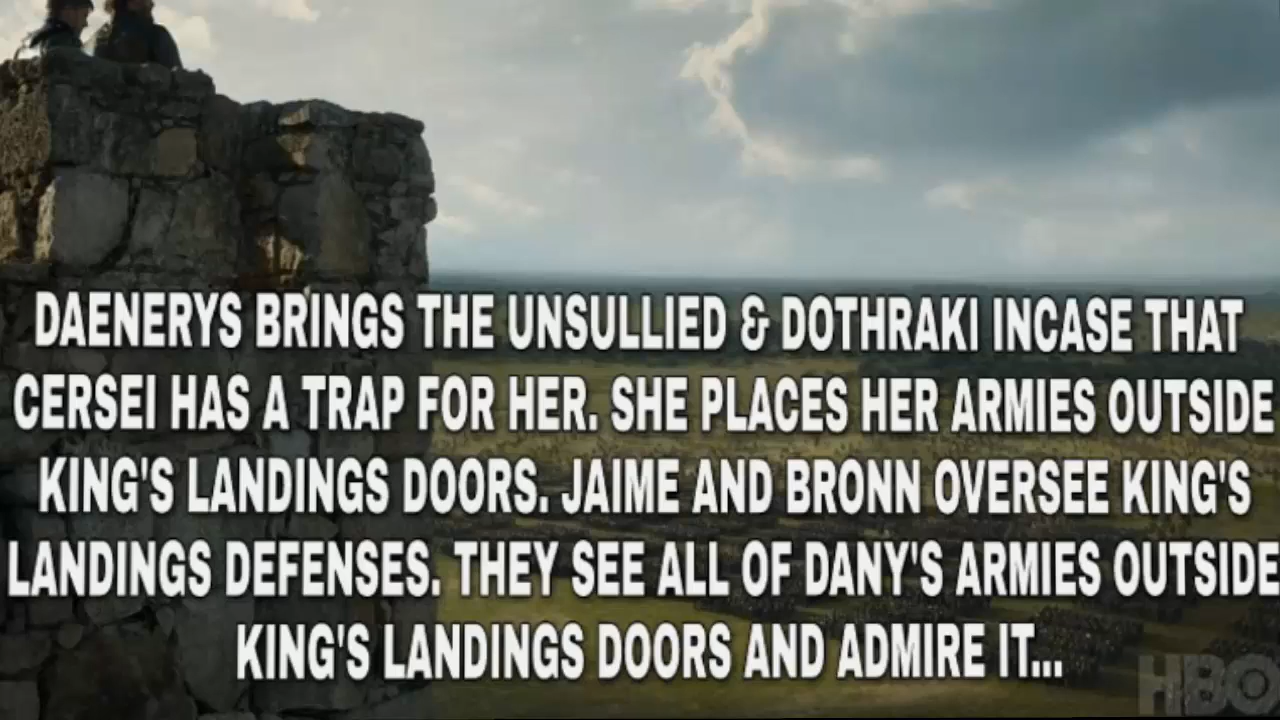 DAENERYS BRINGS THE UNSULLIED & DOTHRAKI INCASE THAT
CERSEI HAS A TRAP FOR HER. SHE PLACES HER ARMIES OUTSIDE
KING'S LANDINGS DOORS. JAIME AND BRONN OVERSEE KING'S
LANDINGS DEFENSES. THEY SEE ALL OF DANY'S ARMIES OUTSIDE
KING'S LANDINGS DOORS AND ADMIRE IT...
HBO